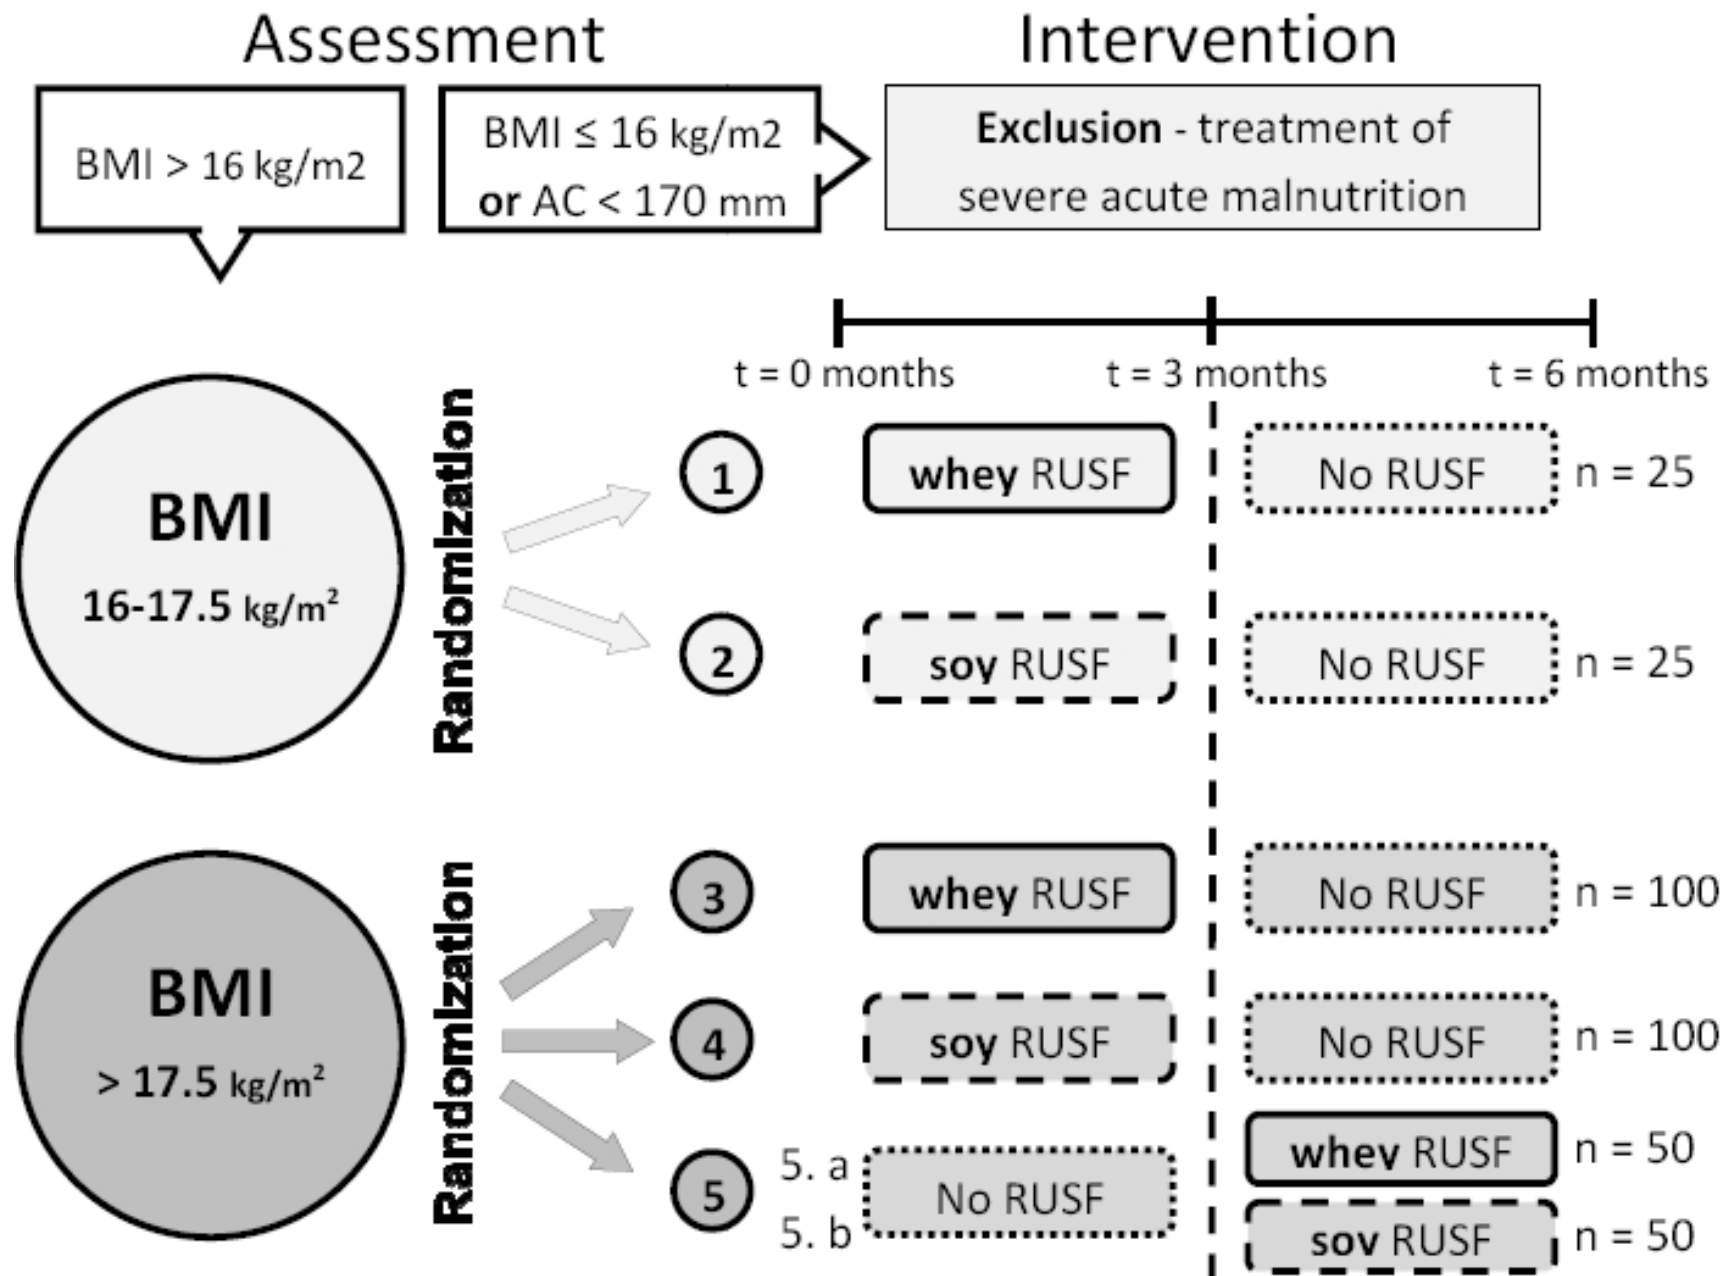 Assessment
Intervention
BMI > 16 kg/m2
BMI ≤ 16 kg/m2
or AC < 170 mm
Exclusion - treatment of
severe acute malnutrition
t = 0 months
t = 3 months
t = 6 months
BMI
16-17.5 kg/m²
Randomization
1
whey RUSF
No RUSF
n = 25
2
soy RUSF
No RUSF
n = 25
BMI
> 17.5 kg/m²
Randomization
3
whey RUSF
No RUSF
n = 100
4
soy RUSF
No RUSF
n = 100
5
5. a
5. b
No RUSF
whey RUSF
n = 50
soy RUSF
n = 50